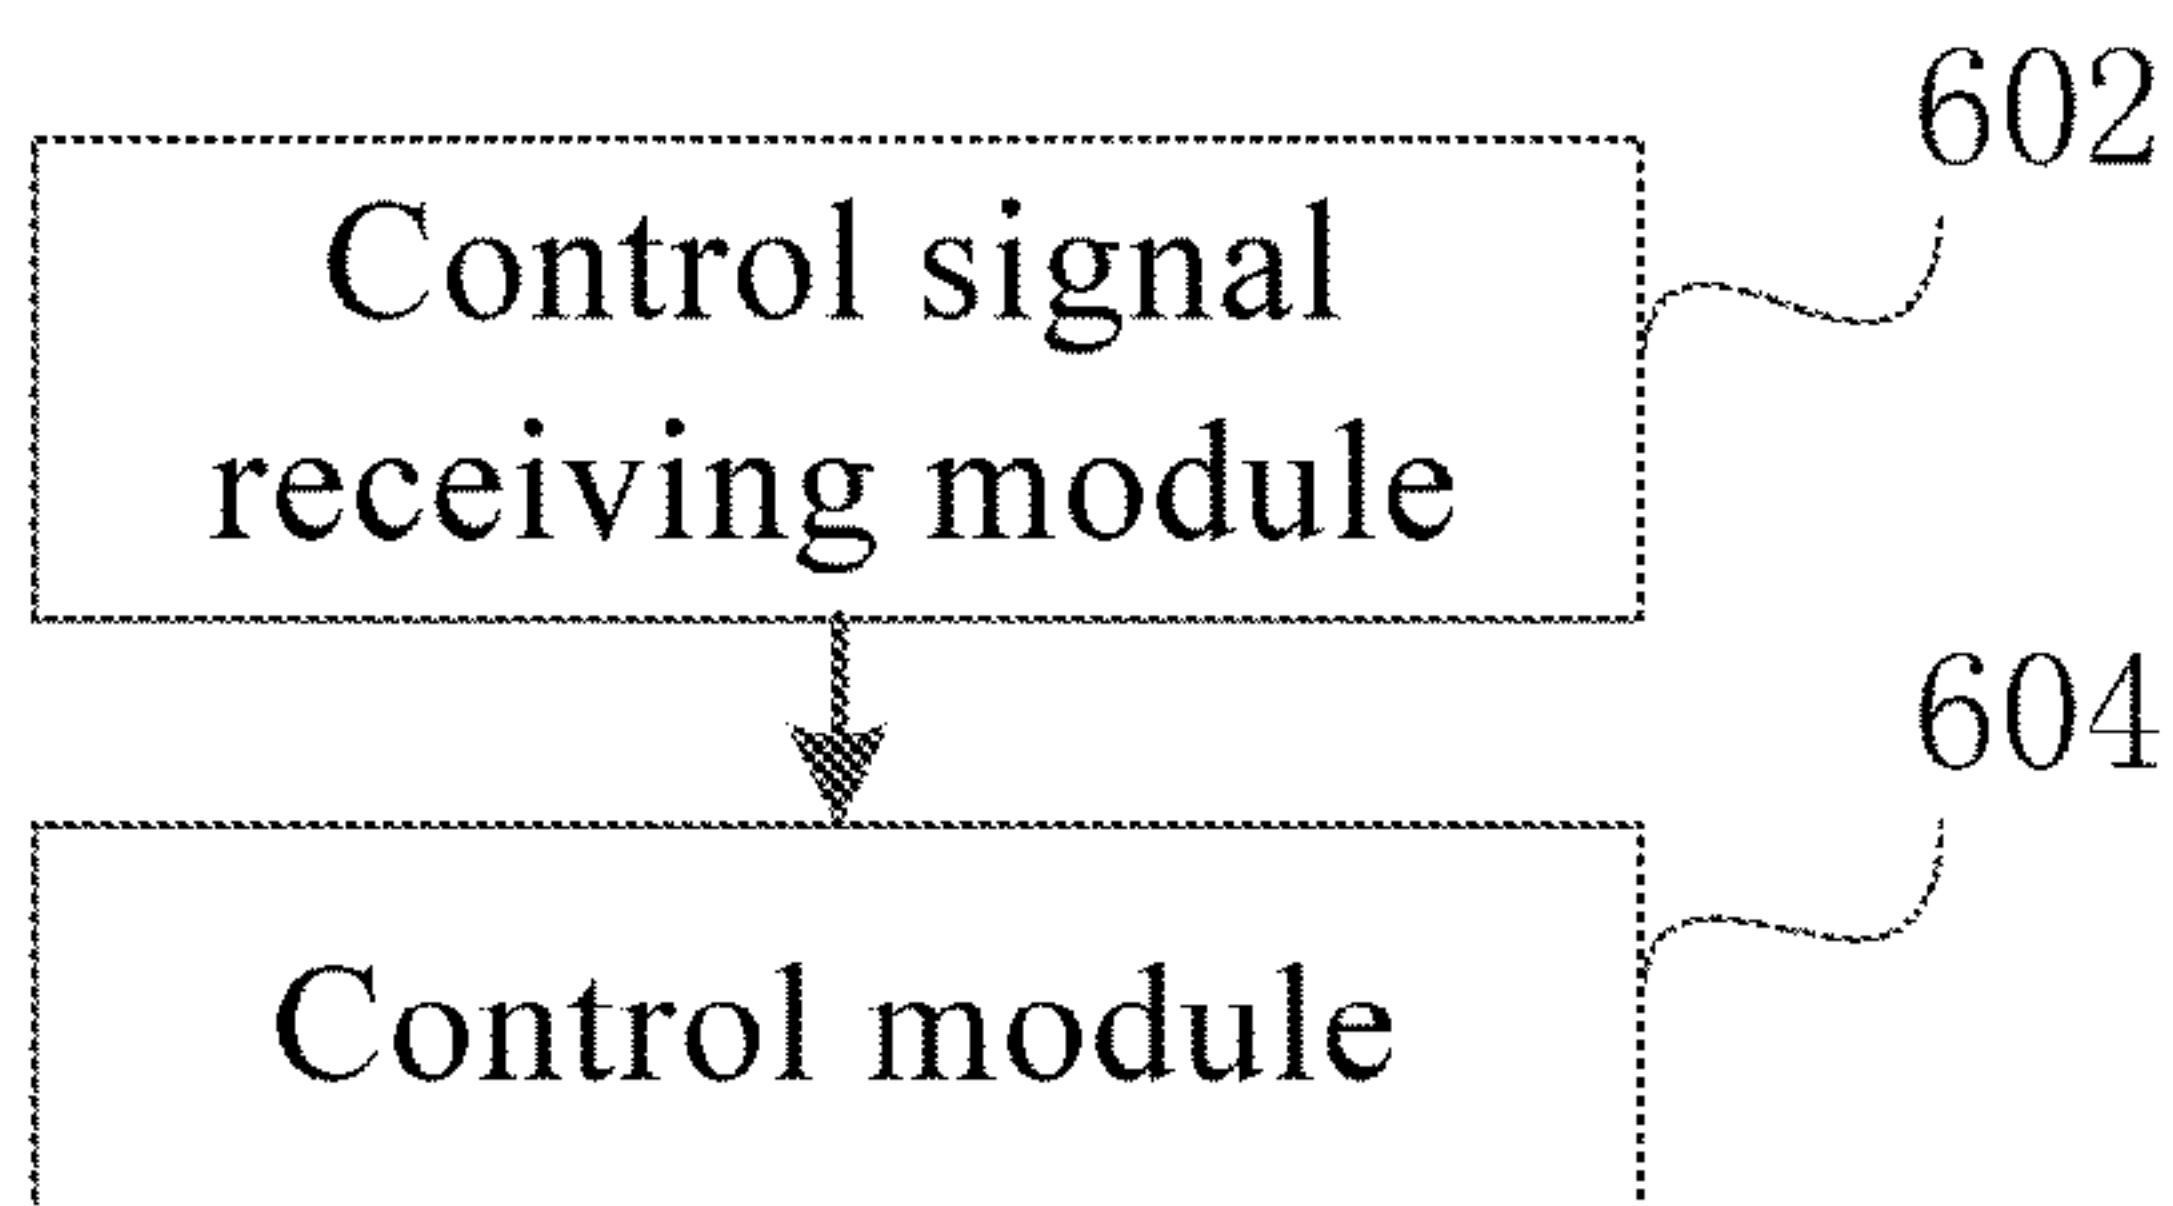 602
Control signal
receiving module
604
Control module